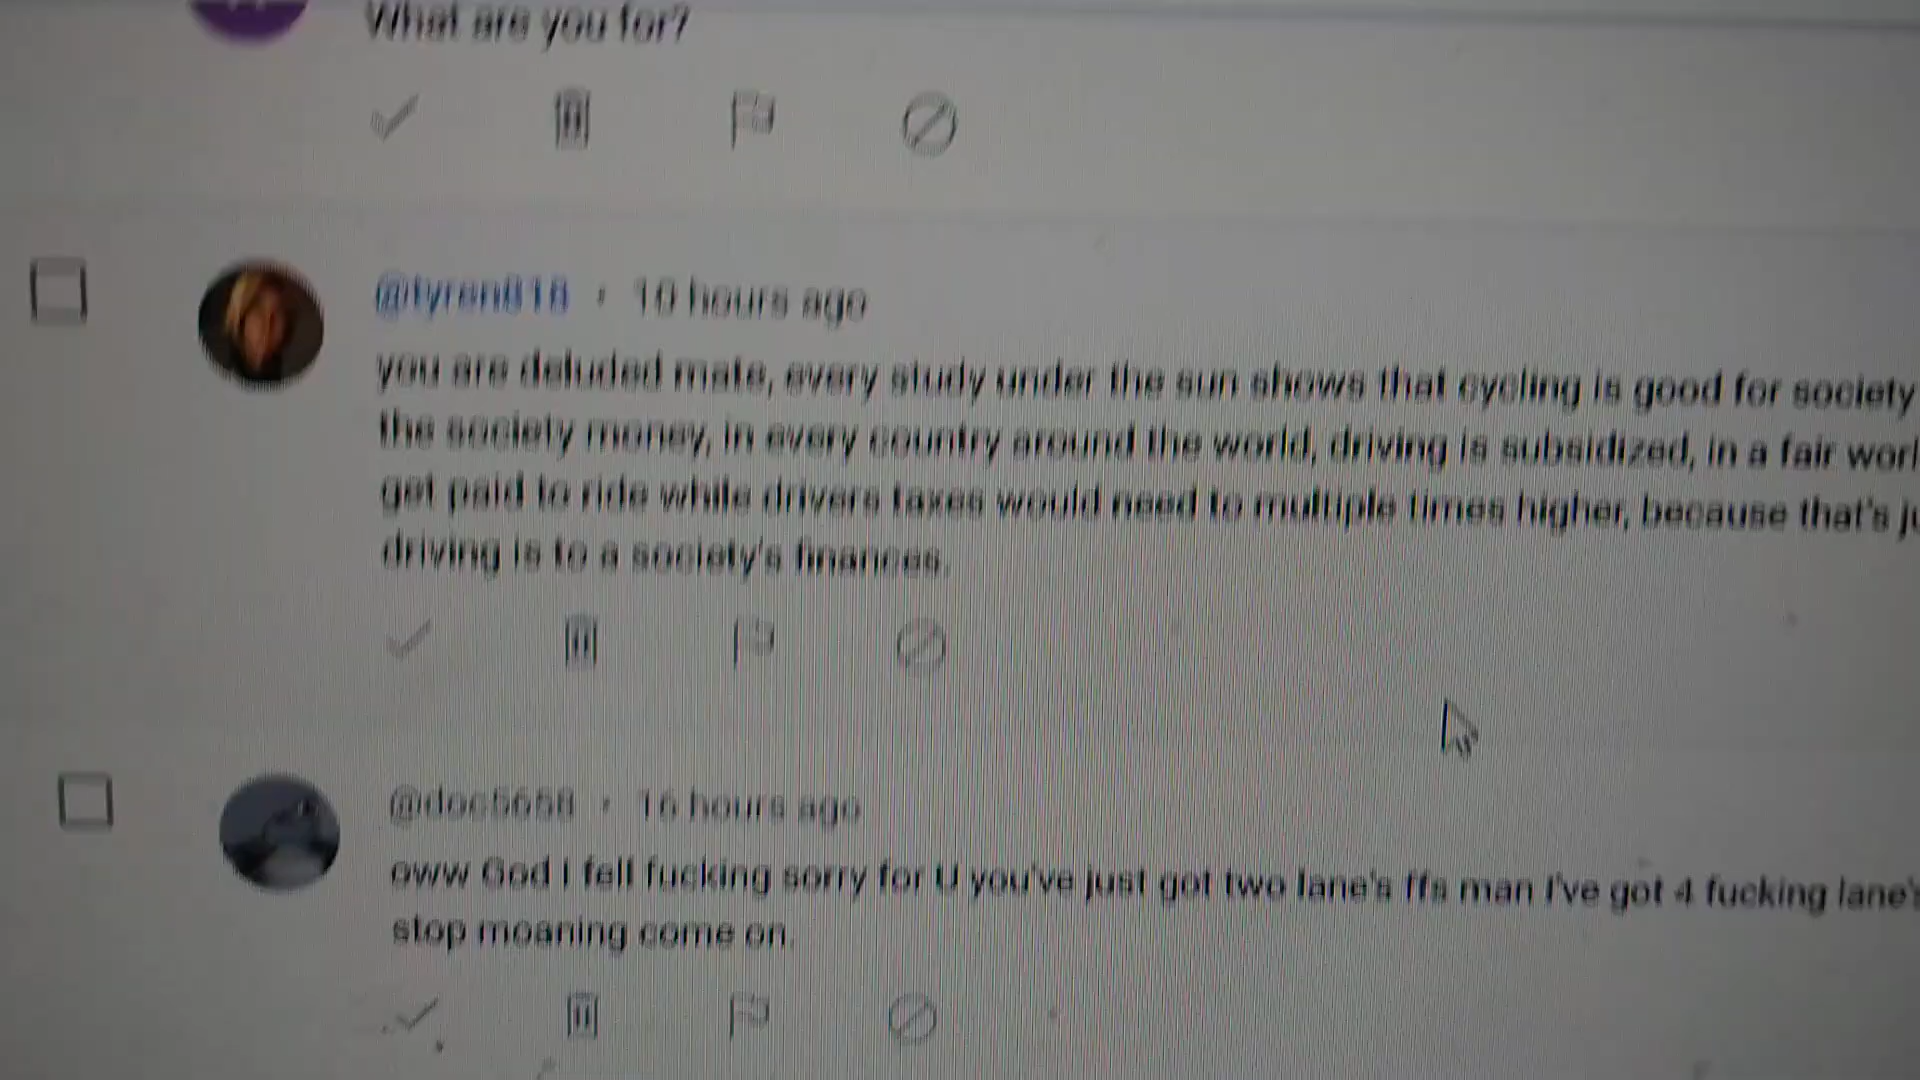 What are you for?
10 hours ago
you are deluded mate, every study under the sun shows that cycling is good for society
the society money, in every country around the world, driving is subsidized, in a fair
get paid to ride while drivers taxes would need to multiple times higher, because that's
driving is to a society's finances.
@doc5658 • 16 hours ago
oww God I fell fucking sorry for U you've just got two lane's ffs man I've got 4 fucking lane's
stop moaning come on.